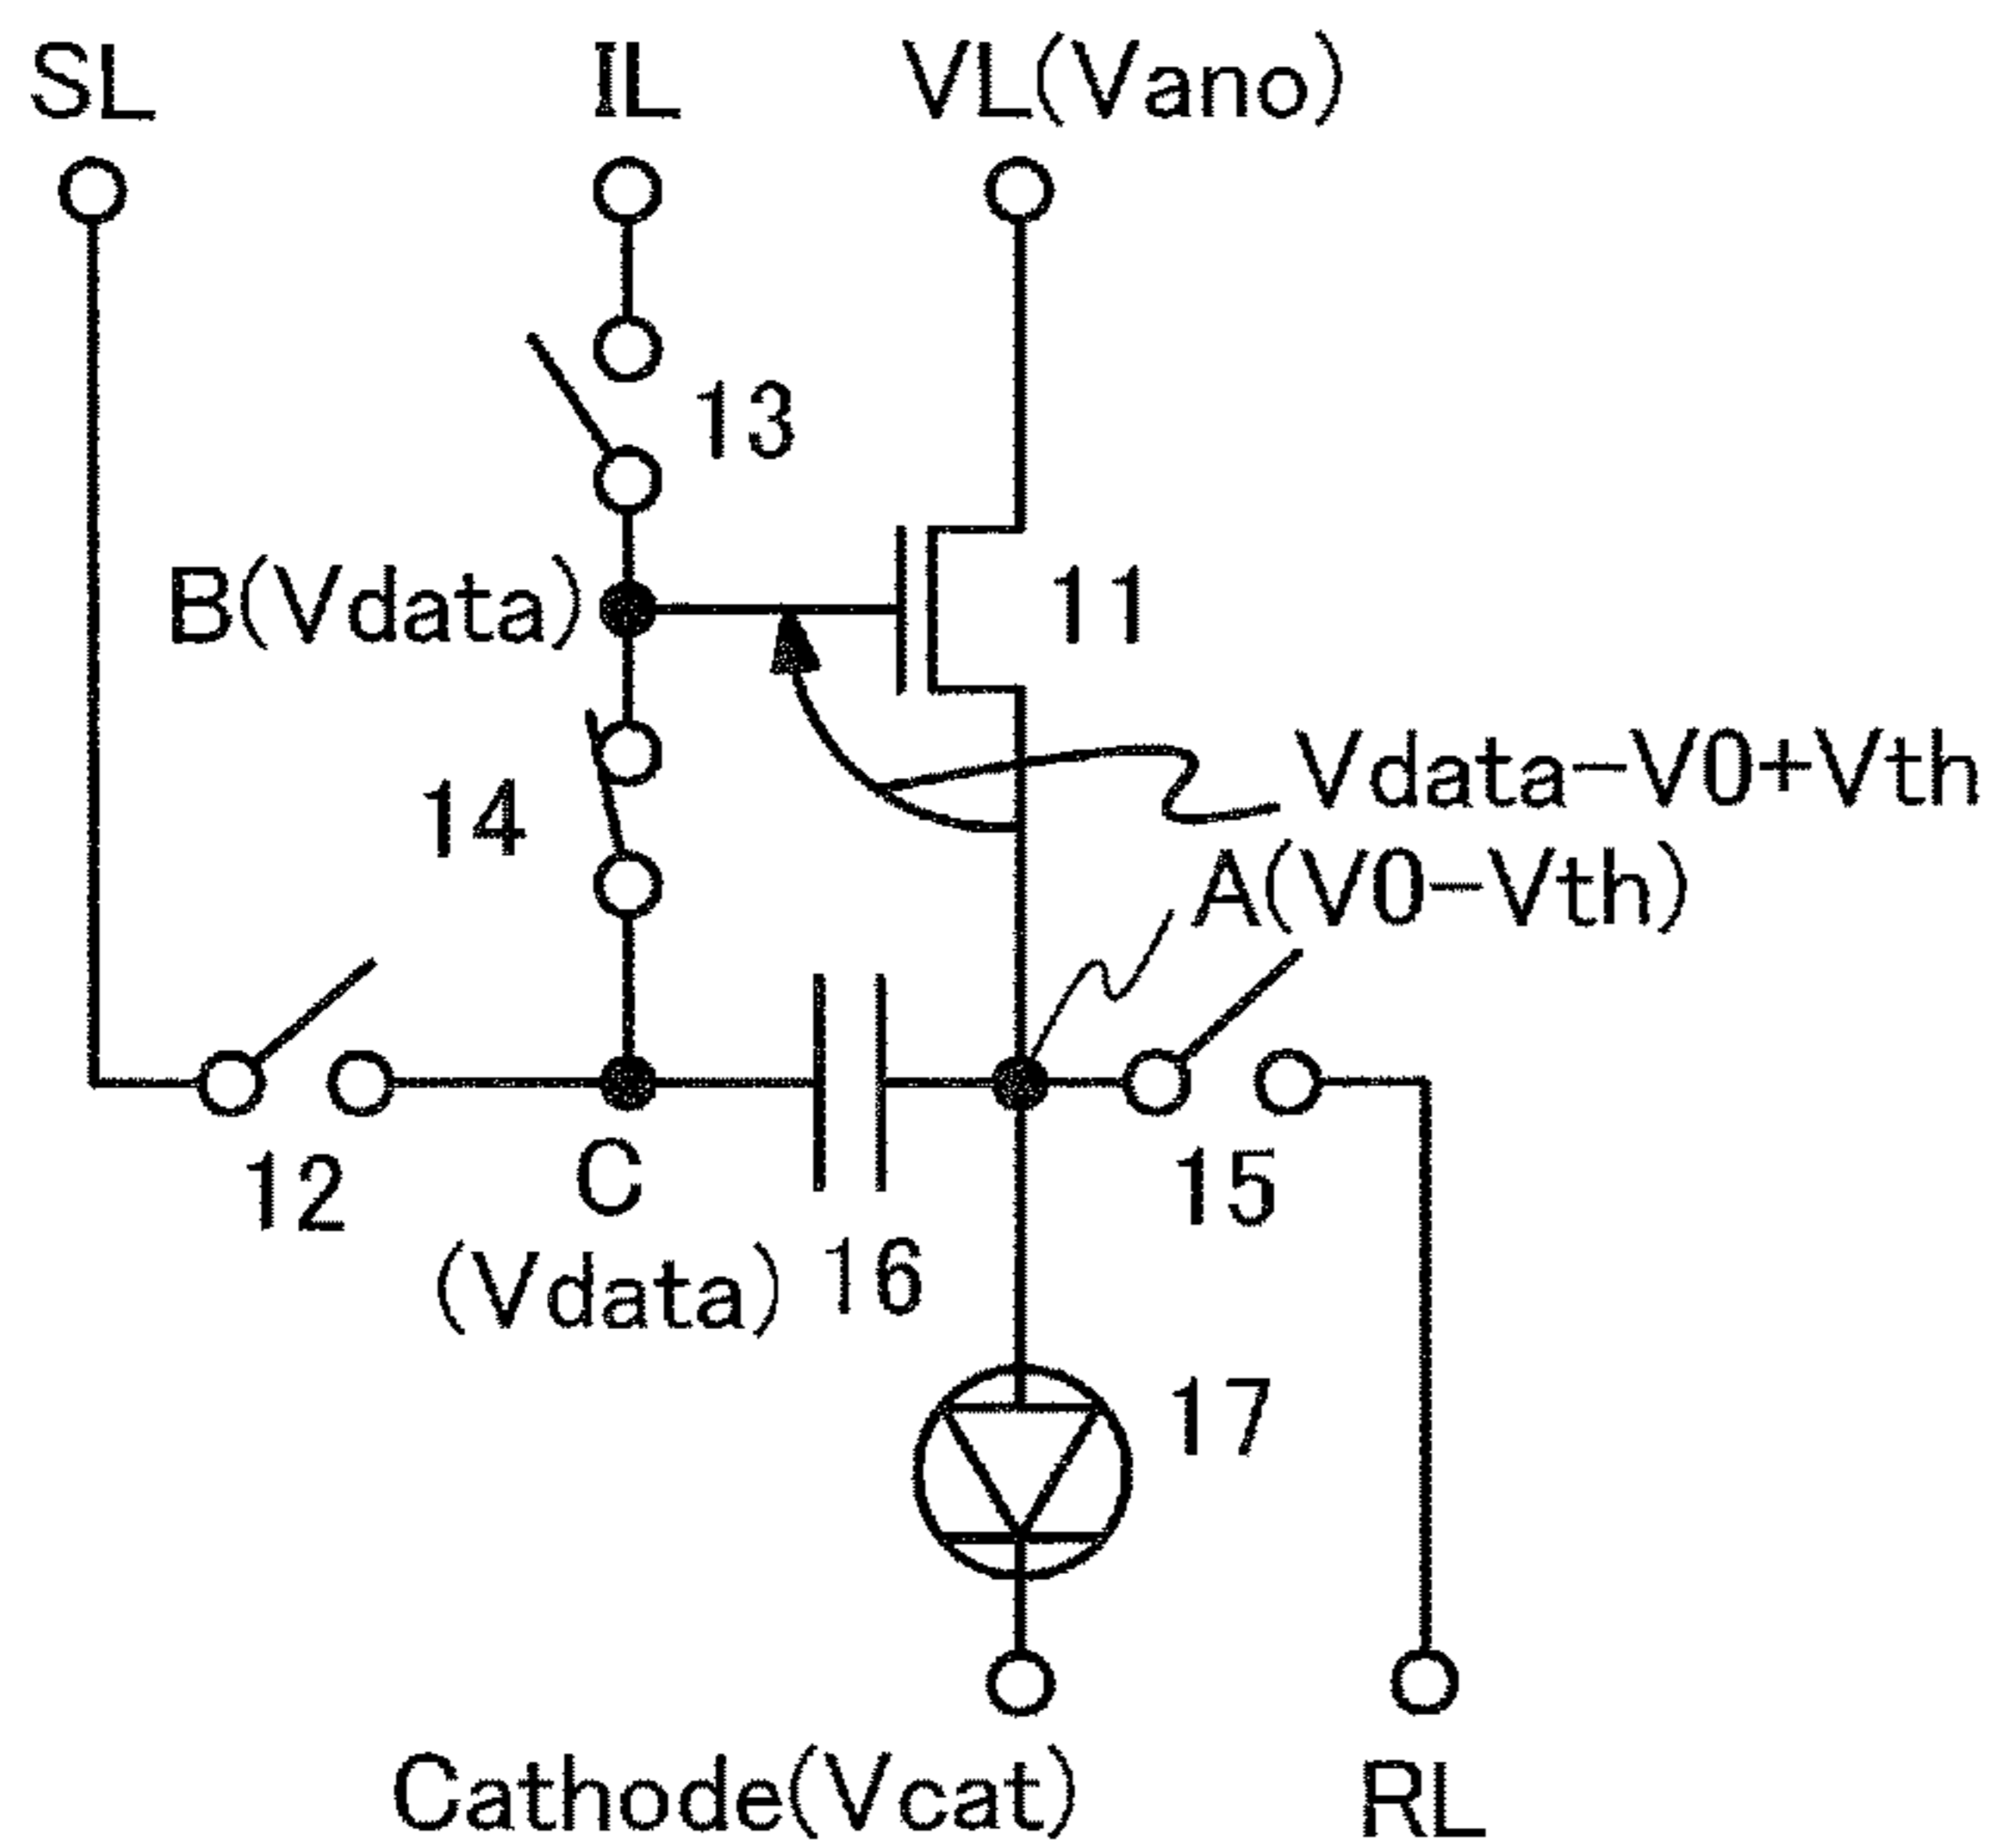 SL IL VL(Vano)
13
B(Vdata) 11
Vdata-V0+Vth
14
A(V0-Vth)
12 C 15
(Vdata) 16
17
Cathode(Vcat) RL